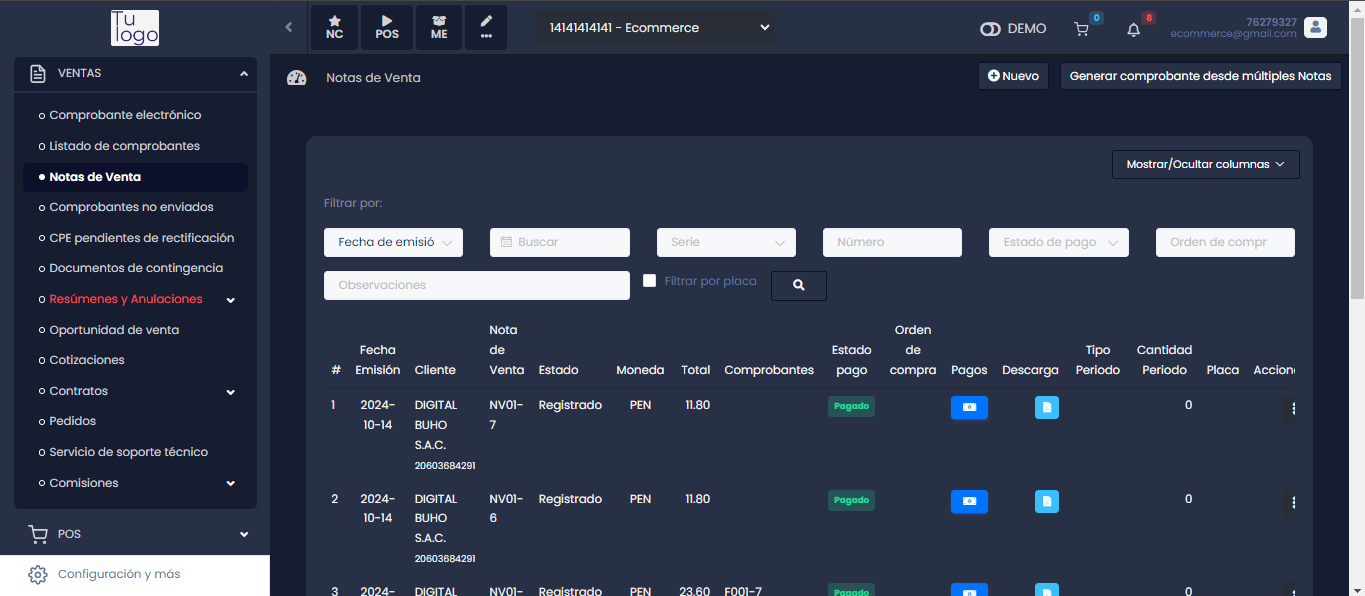 Tu
logo
NC
POS
ME
14141414141 - Ecommerce
DEMO
0
8
76279327
ecommerce@gmail.com
VENTAS
Comprobante electrónico
Listado de comprobantes
Notas de Venta
Comprobantes no enviados
CPE pendientes de rectificación
Documentos de contingencia
Resúmenes y Anulaciones
Oportunidad de venta
Cotizaciones
Contratos
Pedidos
Servicio de soporte técnico
Comisiones
POS
Configuración y más
Notas de Venta
Nuevo
Generar comprobante desde múltiples Notas
Mostrar/Ocultar columnas
Filtrar por:
Fecha de emisió
Buscar
Serie
Número
Estado de pago
Orden de compr
Observaciones
Filtrar por placa
# Fecha Emisión Cliente Nota de Venta Estado Moneda Total Comprobantes Estado pago Orden de compra Pagos Descarga Tipo Periodo Cantidad Periodo Placa Accion
1 2024-10-14 DIGITAL BUHO S.A.C. 20603684291 NV01-7 Registrado PEN 11.80 Pagado 0
2 2024-10-14 DIGITAL BUHO S.A.C. 20603684291 NV01-6 Registrado PEN 11.80 Pagado 0
3 2024- DIGITAL NV01- Registrado PEN 23.60 F001-7 Pagado 0